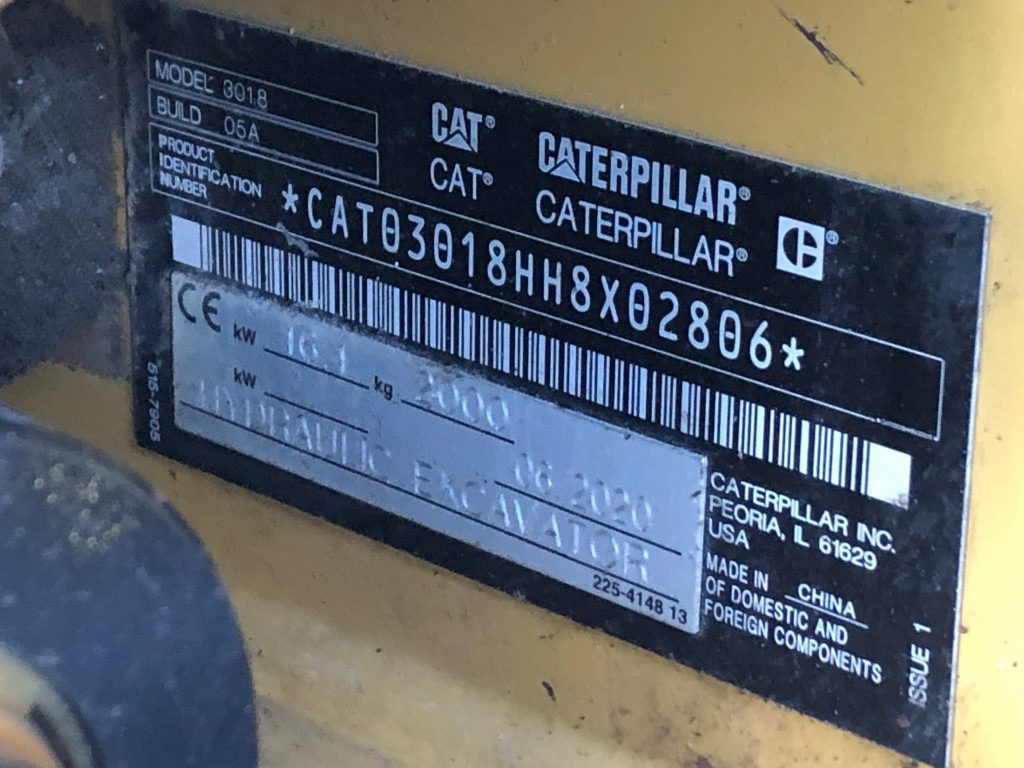 MODEL 3018
BUILD 05A
PRODUCT
IDENTIFICATION
NUMBER
*CAT03018HH8X02806*
CAT®
CAT®
CATERPILLAR®
CATERPILLAR®
C®
CE
kW 16.1 kg 2000
kW
06.2020
HYDRAULIC EXCAVATOR
225-4148 13
515-7905
CATERPILLAR INC.
PEORIA, IL 61629
USA
MADE IN CHINA
OF DOMESTIC AND
FOREIGN COMPONENTS
ISSUE 1